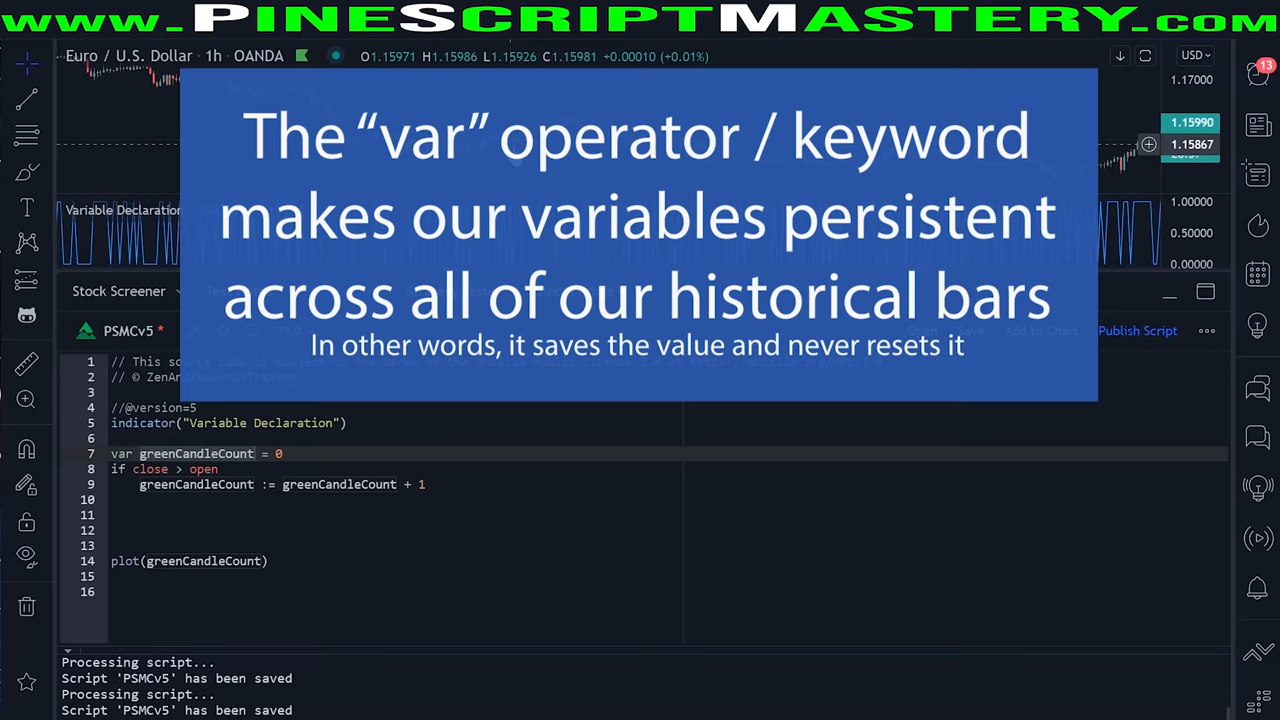 www.PineScriptMastery.com
Euro / U.S. Dollar · 1h · OANDA
O1.15971 H1.15986 L1.15926 C1.15981 +0.00010 (+0.01%)
USD
13
1.17000
The “var” operator / keyword
makes our variables persistent
across all of our historical bars
In other words, it saves the value and never resets it
1.15990
1.15867
Variable Declaration
1.00000
0.50000
0.00000
Stock Screener
PSMCv5 *
Save
Add to Chart
Publish Script
1 // This source code is subject to the terms of the
2 // ©
3
4 //@version=5
5 indicator("Variable Declaration")
6
7 var greenCandleCount = 0
8 if close > open
9 greenCandleCount := greenCandleCount + 1
10
11
12
13
14 plot(greenCandleCount)
15
16
Processing script...
Script 'PSMCv5' has been saved
Processing script...
Script 'PSMCv5' has been saved